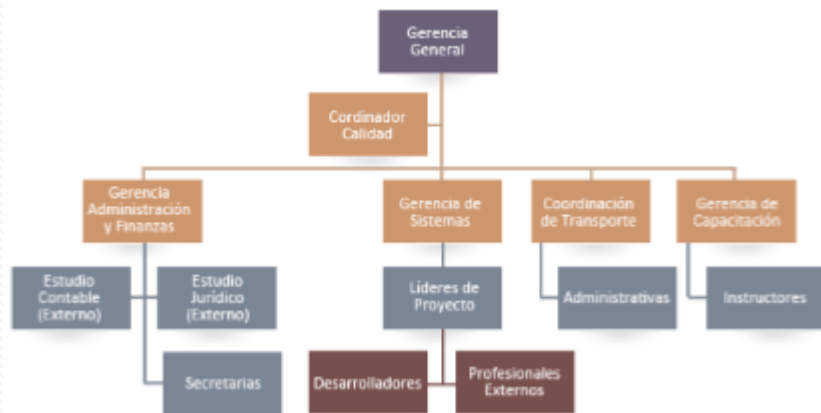 Gerencia
General
Cordinador
Calidad
Gerencia
Administración
y Finanzas
Gerencia de
Sistemas
Coordinación
de Transporte
Gerencia de
Capacitación
Estudio
Contable
(Externo)
Estudio
Jurídico
(Externo)
Líderes de
Proyecto
Administrativas
Instructores
Secretarias
Desarrolladores
Profesionales
Externos